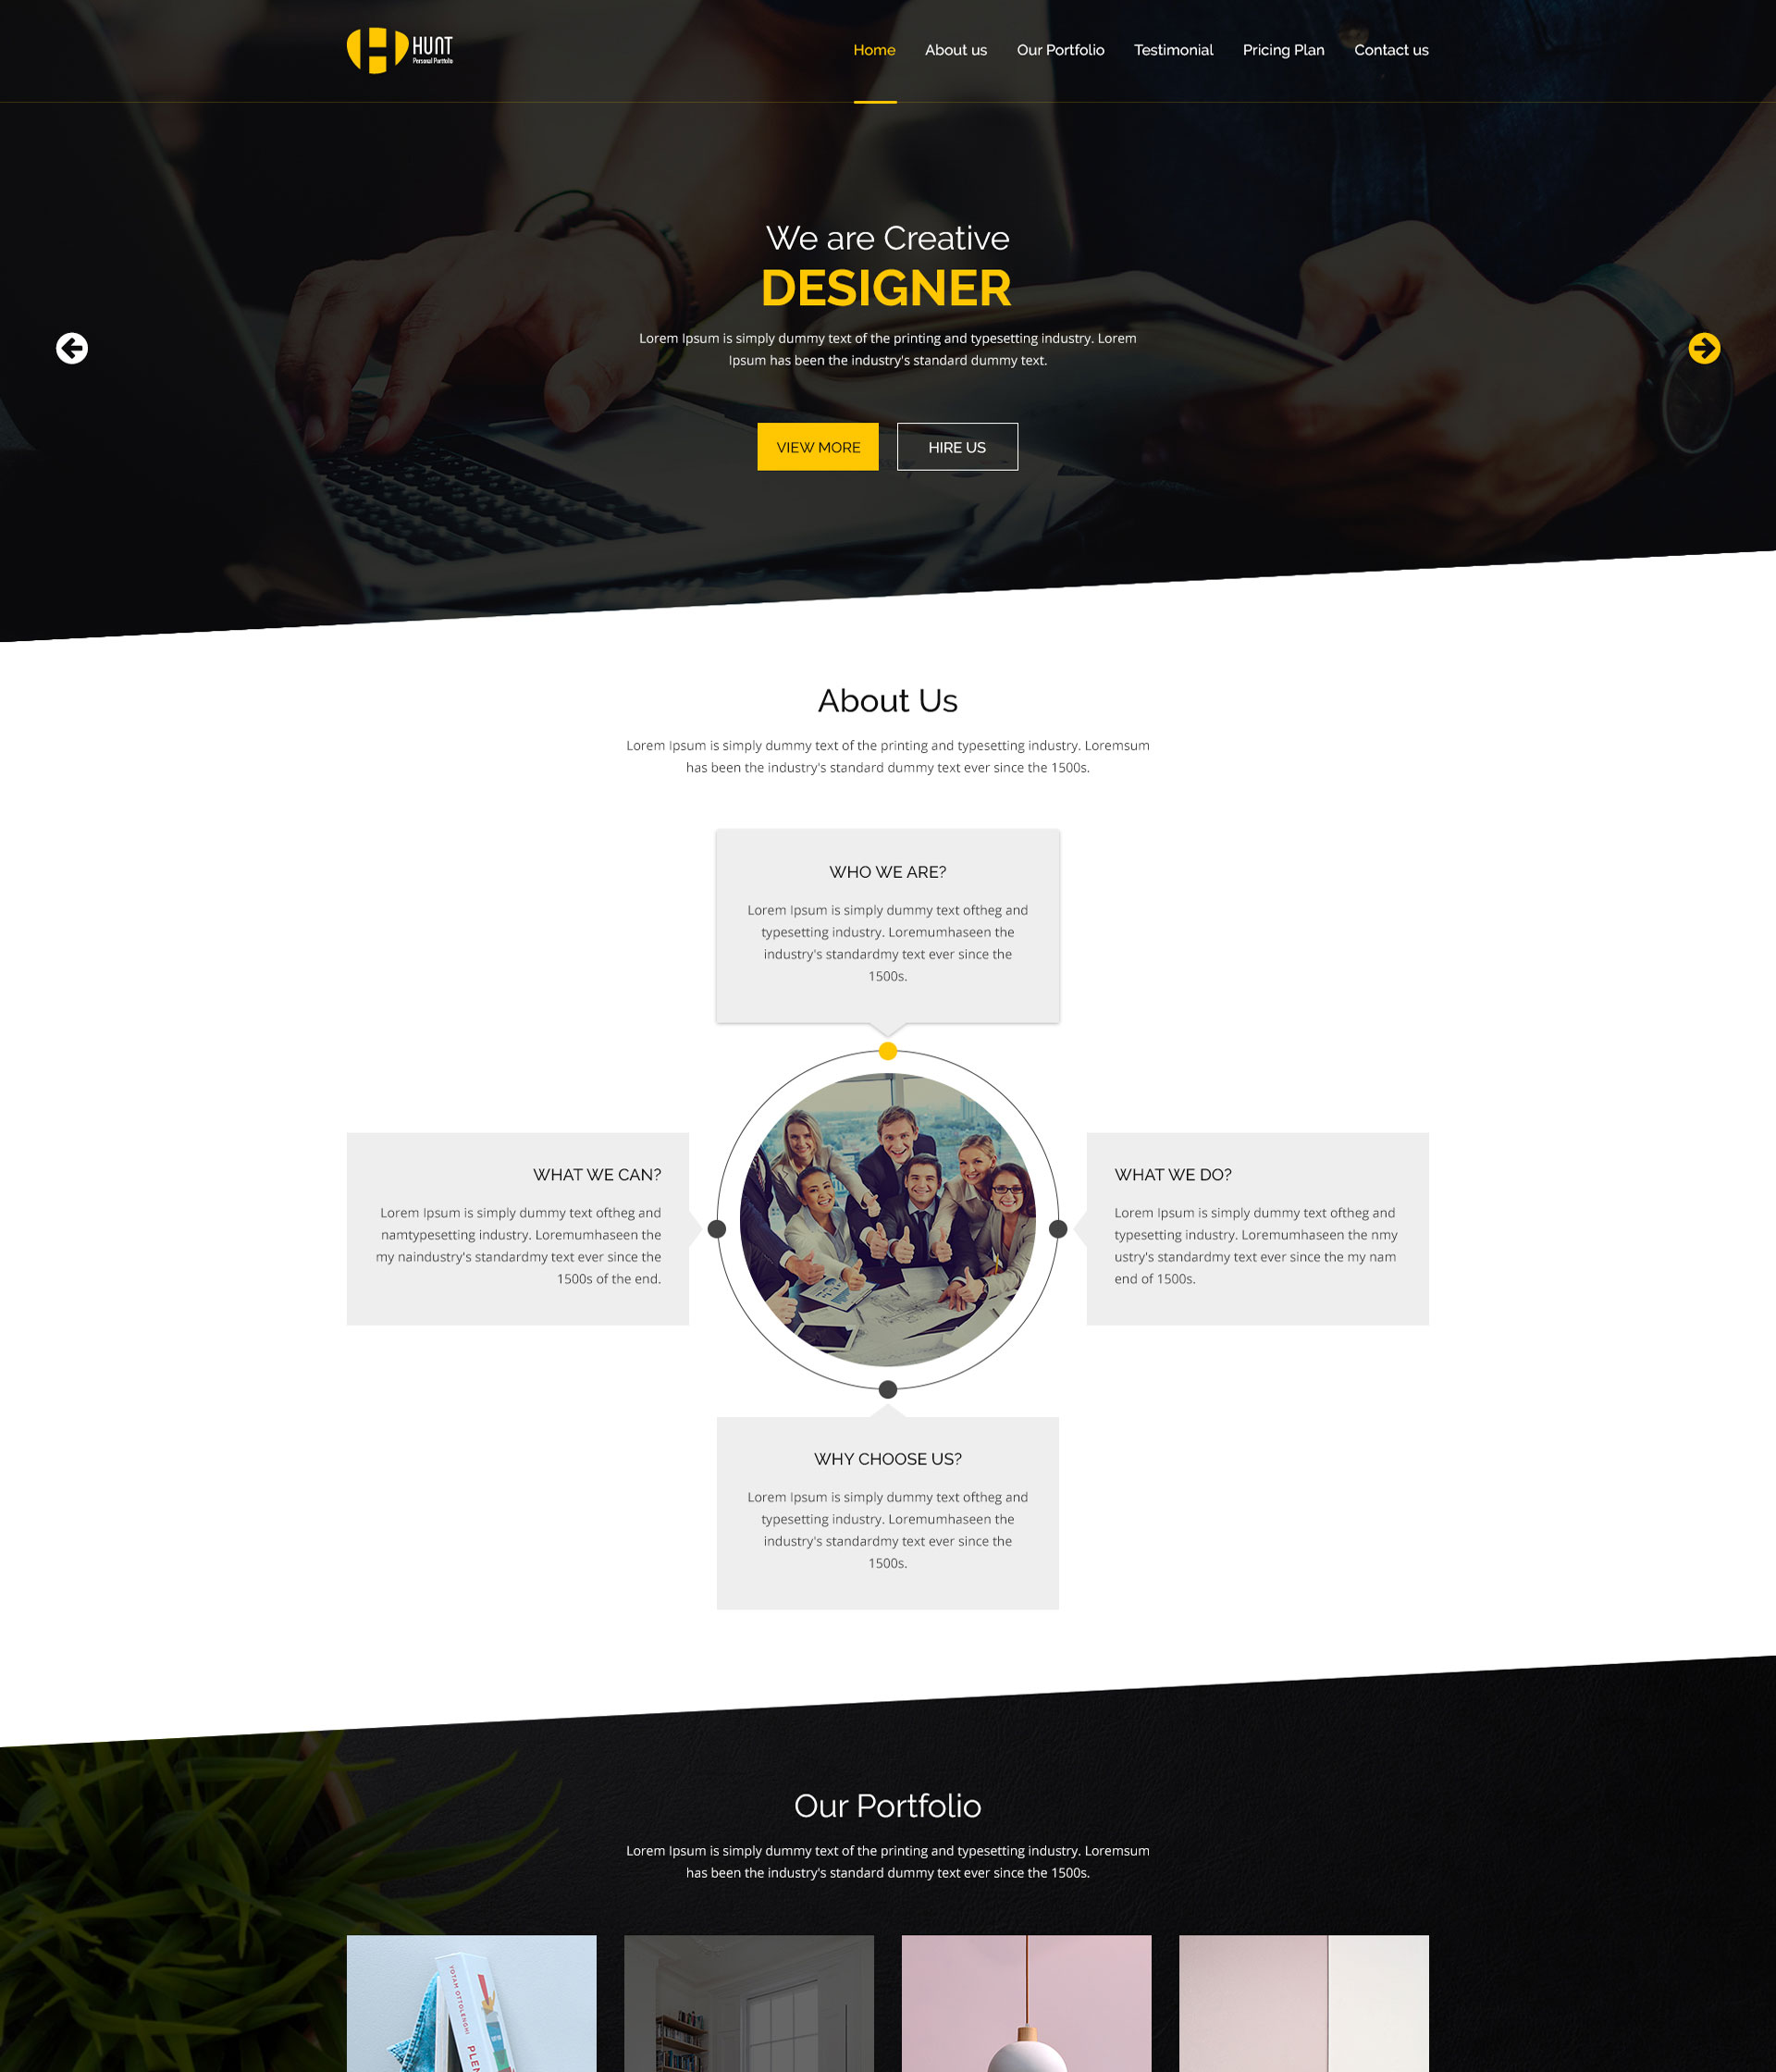 HUNT
Personal Portfolio
Home About us Our Portfolio Testimonial Pricing Plan Contact us
We are Creative
DESIGNER
Lorem Ipsum is simply dummy text of the printing and typesetting industry. Lorem
Ipsum has been the industry's standard dummy text.
VIEW MORE HIRE US
About Us
Lorem Ipsum is simply dummy text of the printing and typesetting industry. Loremsum
has been the industry's standard dummy text ever since the 1500s.
WHO WE ARE?
Lorem Ipsum is simply dummy text oftheg and
typesetting industry. Loremumhaseen the
industry's standardmy text ever since the
1500s.
WHAT WE CAN?
Lorem Ipsum is simply dummy text oftheg and
namtypesetting industry. Loremumhaseen the
my naindustry's standardmy text ever since the
1500s of the end.
WHAT WE DO?
Lorem Ipsum is simply dummy text oftheg and
typesetting industry. Loremumhaseen the nmy
ustry's standardmy text ever since the my nam
end of 1500s.
WHY CHOOSE US?
Lorem Ipsum is simply dummy text oftheg and
typesetting industry. Loremumhaseen the
industry's standardmy text ever since the
1500s.
Our Portfolio
Lorem Ipsum is simply dummy text of the printing and typesetting industry. Loremsum
has been the industry's standard dummy text ever since the 1500s.
YOTAM OTTOLENGHI
PLEN